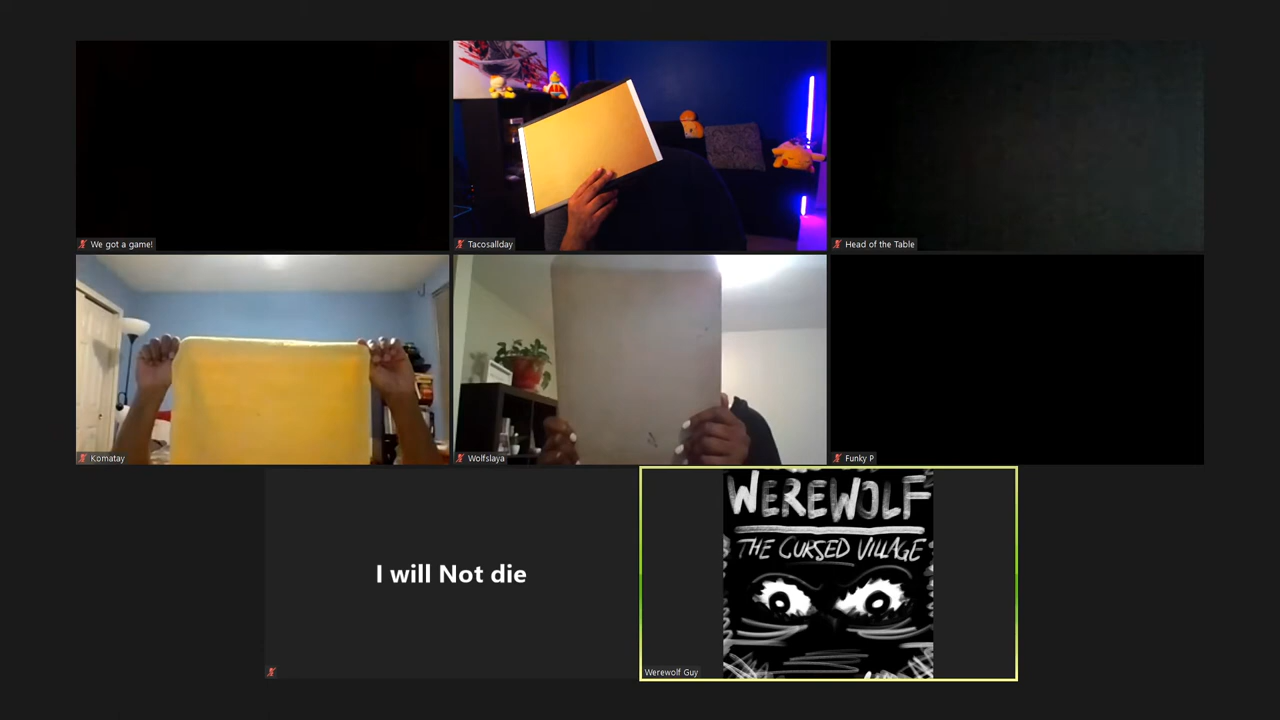 We got a game!
Tacosallday
Head of the Table
Komatay
Wolfslaya
Funky P
I will Not die
WEREWOLF
THE CURSED VILLAGE
Werewolf Guy